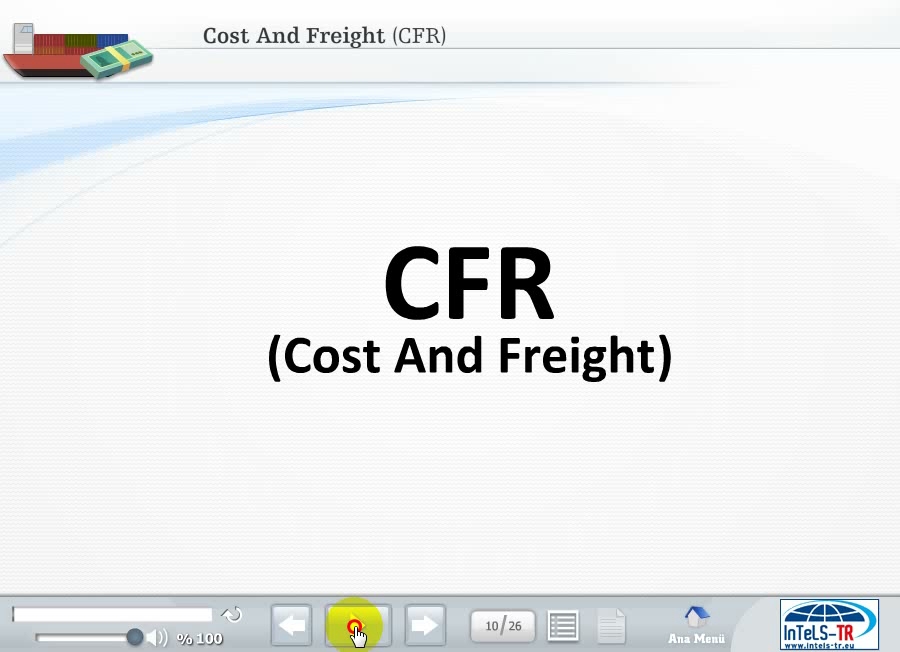 Cost And Freight (CFR)
CFR
(Cost And Freight)
% 100
10/26
Ana Menü
InTeLS-TR
www.intels-tr.eu